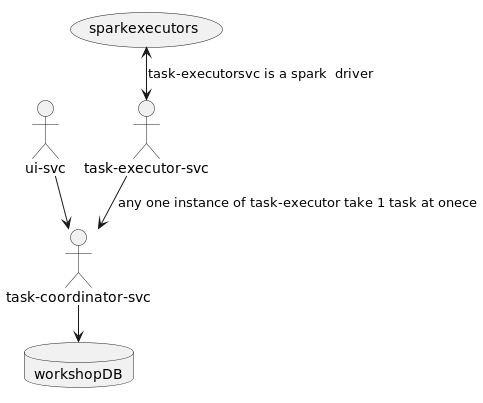 sparkexecutors
task-executorsvc is a spark  driver
ui-svc
task-executor-svc
any one instance of task-executor take 1 task at onece
task-coordinator-svc
workshopDB